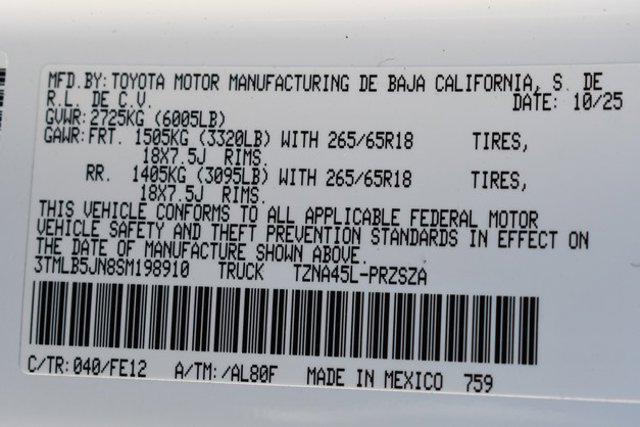 MFD.BY: TOYOTA MOTOR MANUFACTURING DE BAJA CALIFORNIA, S. DE
R.L. DE C.V. DATE: 10/25
GVWR: 2725KG (6005LB)
GAWR: FRT. 1505KG (3320LB) WITH 265/65R18 TIRES,
18X7.5J RIMS.
RR. 1405KG (3095LB) WITH 265/65R18 TIRES,
18X7.5J RIMS.
THIS VEHICLE CONFORMS TO ALL APPLICABLE FEDERAL MOTOR
VEHICLE SAFETY AND THEFT PREVENTION STANDARDS IN EFFECT ON
THE DATE OF MANUFACTURE SHOWN ABOVE.
3TMLB5JN8SM198910 TRUCK TZNA45L-PRZSZA
C/TR: 040/FE12 A/TM: /AL80F MADE IN MEXICO 759